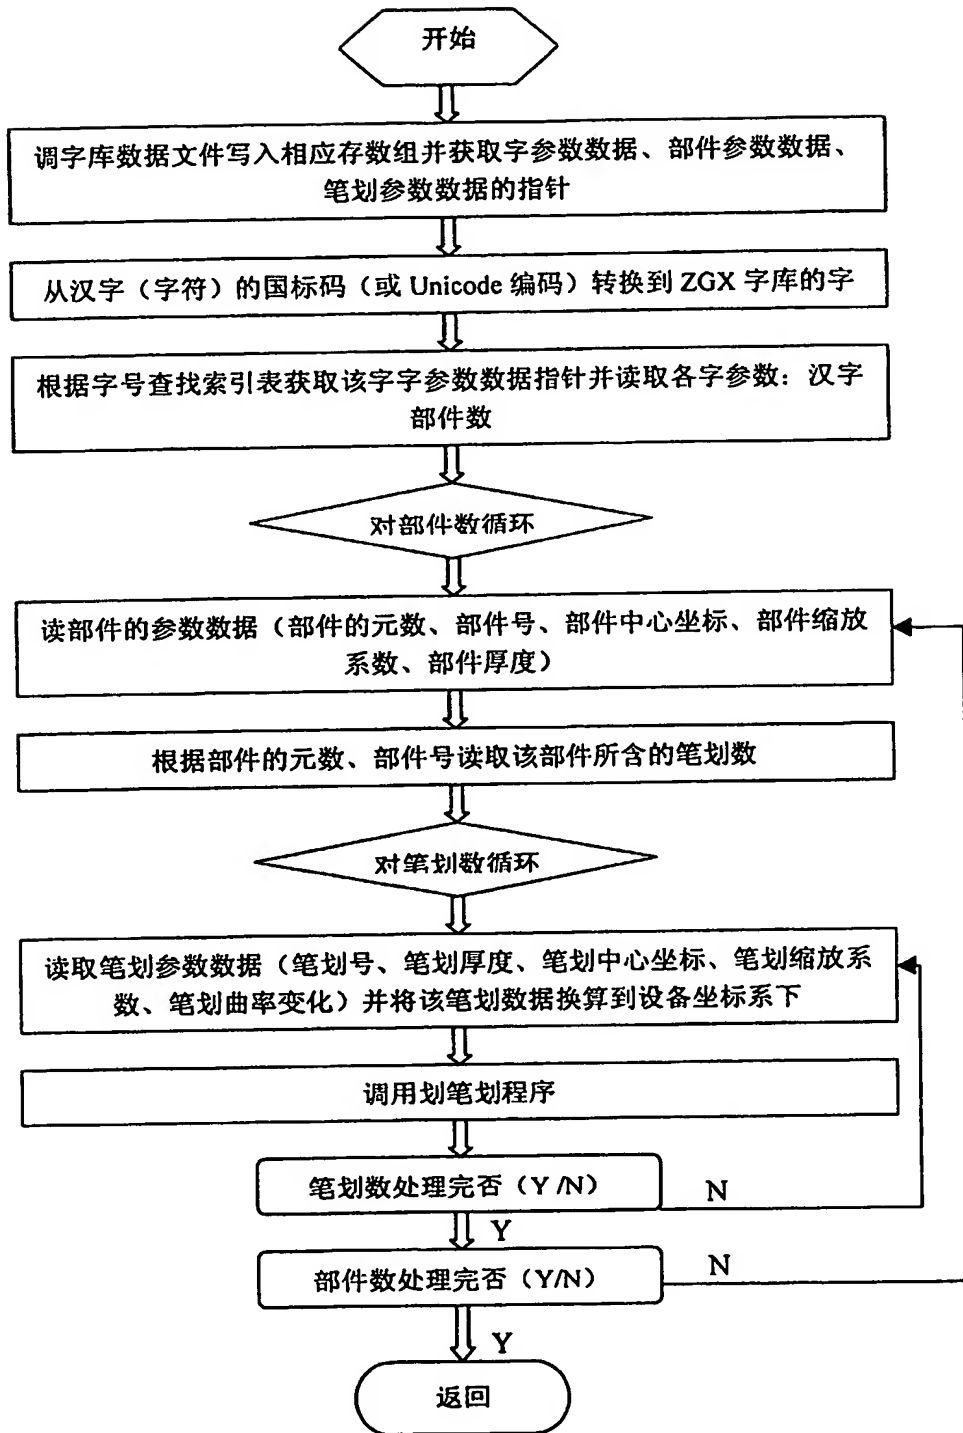 开始
调字库数据文件写入相应存数组并获取字参数数据、部件参数数据、
笔划参数数据的指针
从汉字（字符）的国标码（或 Unicode 编码）转换到 ZGX 字库的字
根据字号查找索引表获取该字字参数数据指针并读取各字参数：汉字
部件数
对部件数循环
读部件的参数数据（部件的元数、部件号、部件中心坐标、部件缩放
系数、部件厚度）
根据部件的元数、部件号读取该部件所含的笔划数
对笔划数循环
读取笔划参数数据（笔划号、笔划厚度、笔划中心坐标、笔划缩放系
数、笔划曲率变化）并将该笔划数据换算到设备坐标系下
调用划笔划程序
笔划数处理完否（Y/N）
N
Y
部件数处理完否（Y/N）
N
Y
返回